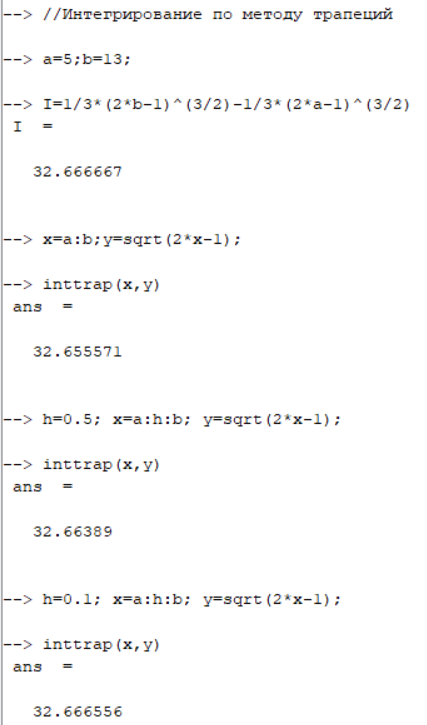 --> //Интегрирование по методу трапеций
--> a=5;b=13;
--> I=1/3*(2*b-1)^(3/2)-1/3*(2*a-1)^(3/2)
I  =
32.666667
--> x=a:b;y=sqrt(2*x-1);
--> inttrap(x,y)
ans  =
32.655571
--> h=0.5; x=a:h:b; y=sqrt(2*x-1);
--> inttrap(x,y)
ans  =
32.66389
--> h=0.1; x=a:h:b; y=sqrt(2*x-1);
--> inttrap(x,y)
ans  =
32.666556